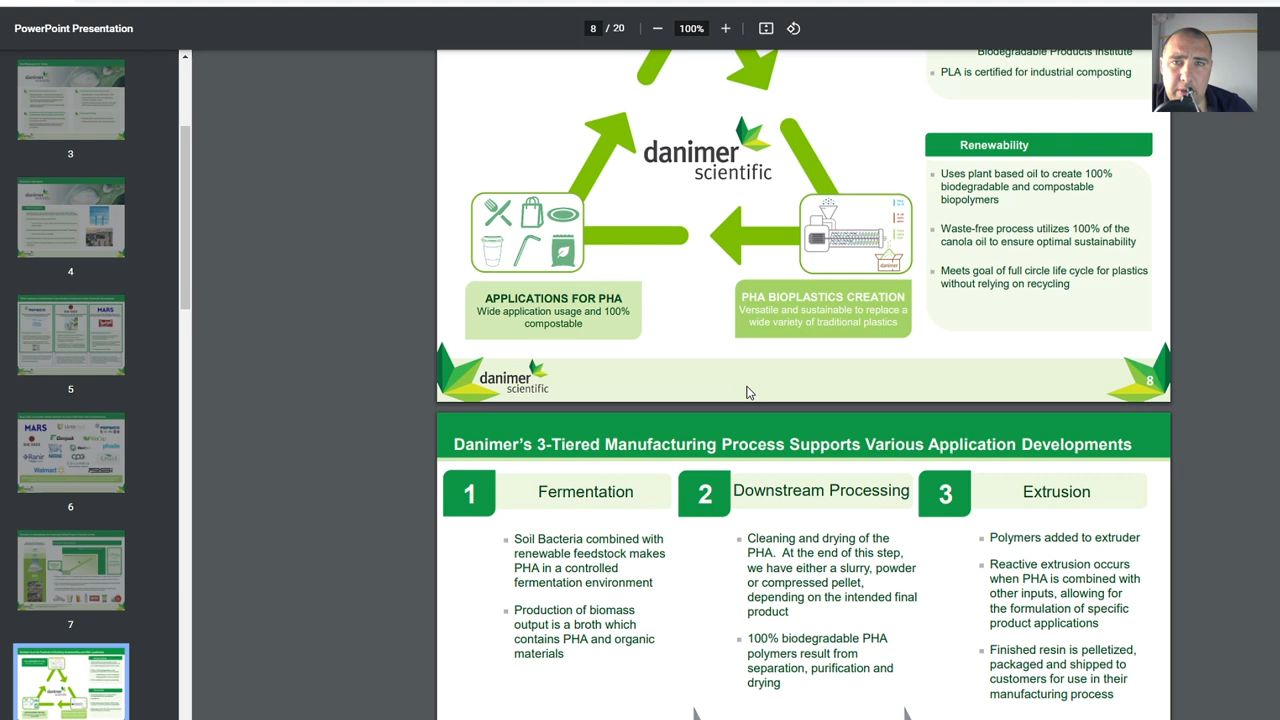 PowerPoint Presentation
8 / 20
100%
3
4
5
6
7
MARS
Walmart
Biodegradable Products Institute
PLA is certified for industrial composting
danimer
scientific
Renewability
Uses plant based oil to create 100%
biodegradable and compostable
biopolymers
Waste-free process utilizes 100% of the
canola oil to ensure optimal sustainability
Meets goal of full circle life cycle for plastics
without relying on recycling
danimer
APPLICATIONS FOR PHA
Wide application usage and 100%
compostable
PHA BIOPLASTICS CREATION
Versatile and sustainable to replace a
wide variety of traditional plastics
danimer
scientific
8
Danimer's 3-Tiered Manufacturing Process Supports Various Application Developments
1 Fermentation
Soil Bacteria combined with
renewable feedstock makes
PHA in a controlled
fermentation environment
Production of biomass
output is a broth which
contains PHA and organic
materials
2 Downstream Processing
Cleaning and drying of the
PHA. At the end of this step,
we have either a slurry, powder
or compressed pellet,
depending on the intended final
product
100% biodegradable PHA
polymers result from
separation, purification and
drying
3 Extrusion
Polymers added to extruder
Reactive extrusion occurs
when PHA is combined with
other inputs, allowing for
the formulation of specific
product applications
Finished resin is pelletized,
packaged and shipped to
customers for use in their
manufacturing process